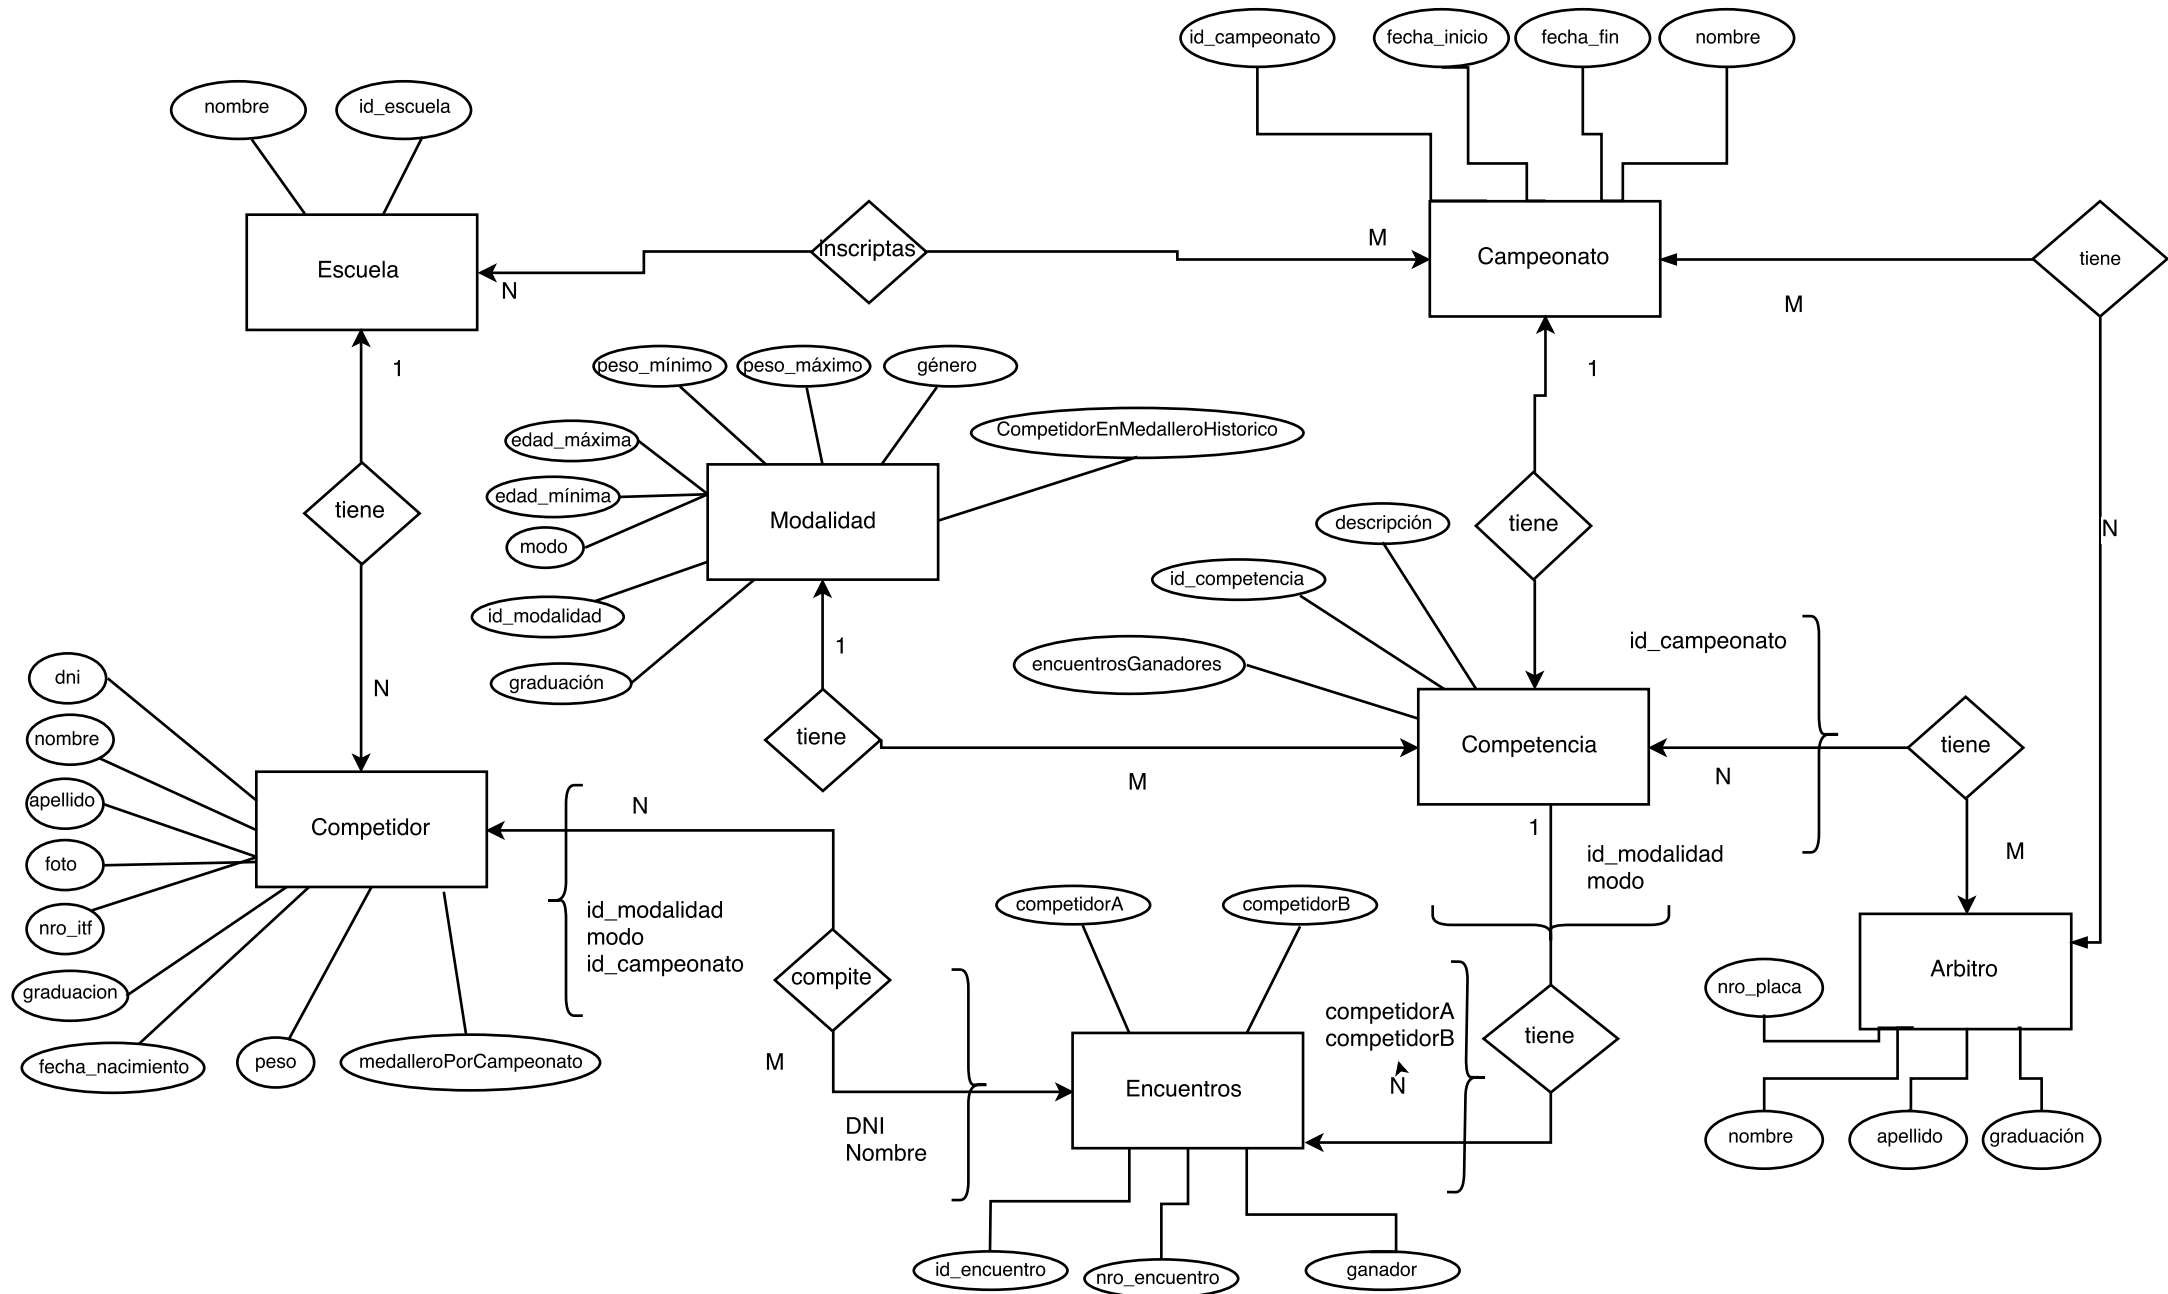 id_campeonato
fecha_inicio
fecha_fin
nombre
nombre
id_escuela
Inscriptas
M
Escuela
N
Campeonato
tiene
M
1
1
peso_mínimo
peso_máximo
género
CompetidorEnMedalleroHistorico
edad_máxima
edad_mínima
modo
Modalidad
tiene
descripción
tiene
N
id_modalidad
id_competencia
1
id_campeonato
encuentrosGanadores
graduación
dni
N
nombre
tiene
M
Competencia
N
tiene
apellido
N
Competidor
1
M
foto
id_modalidad
modo
nro_itf
id_modalidad
modo
id_campeonato
competidorA
competidorB
compite
Arbitro
nro_placa
graduacion
competidorA
competidorB
tiene
fecha_nacimiento
peso
medalleroPorCampeonato
M
Encuentros
N
DNI
Nombre
nombre
apellido
graduación
id_encuentro
nro_encuentro
ganador